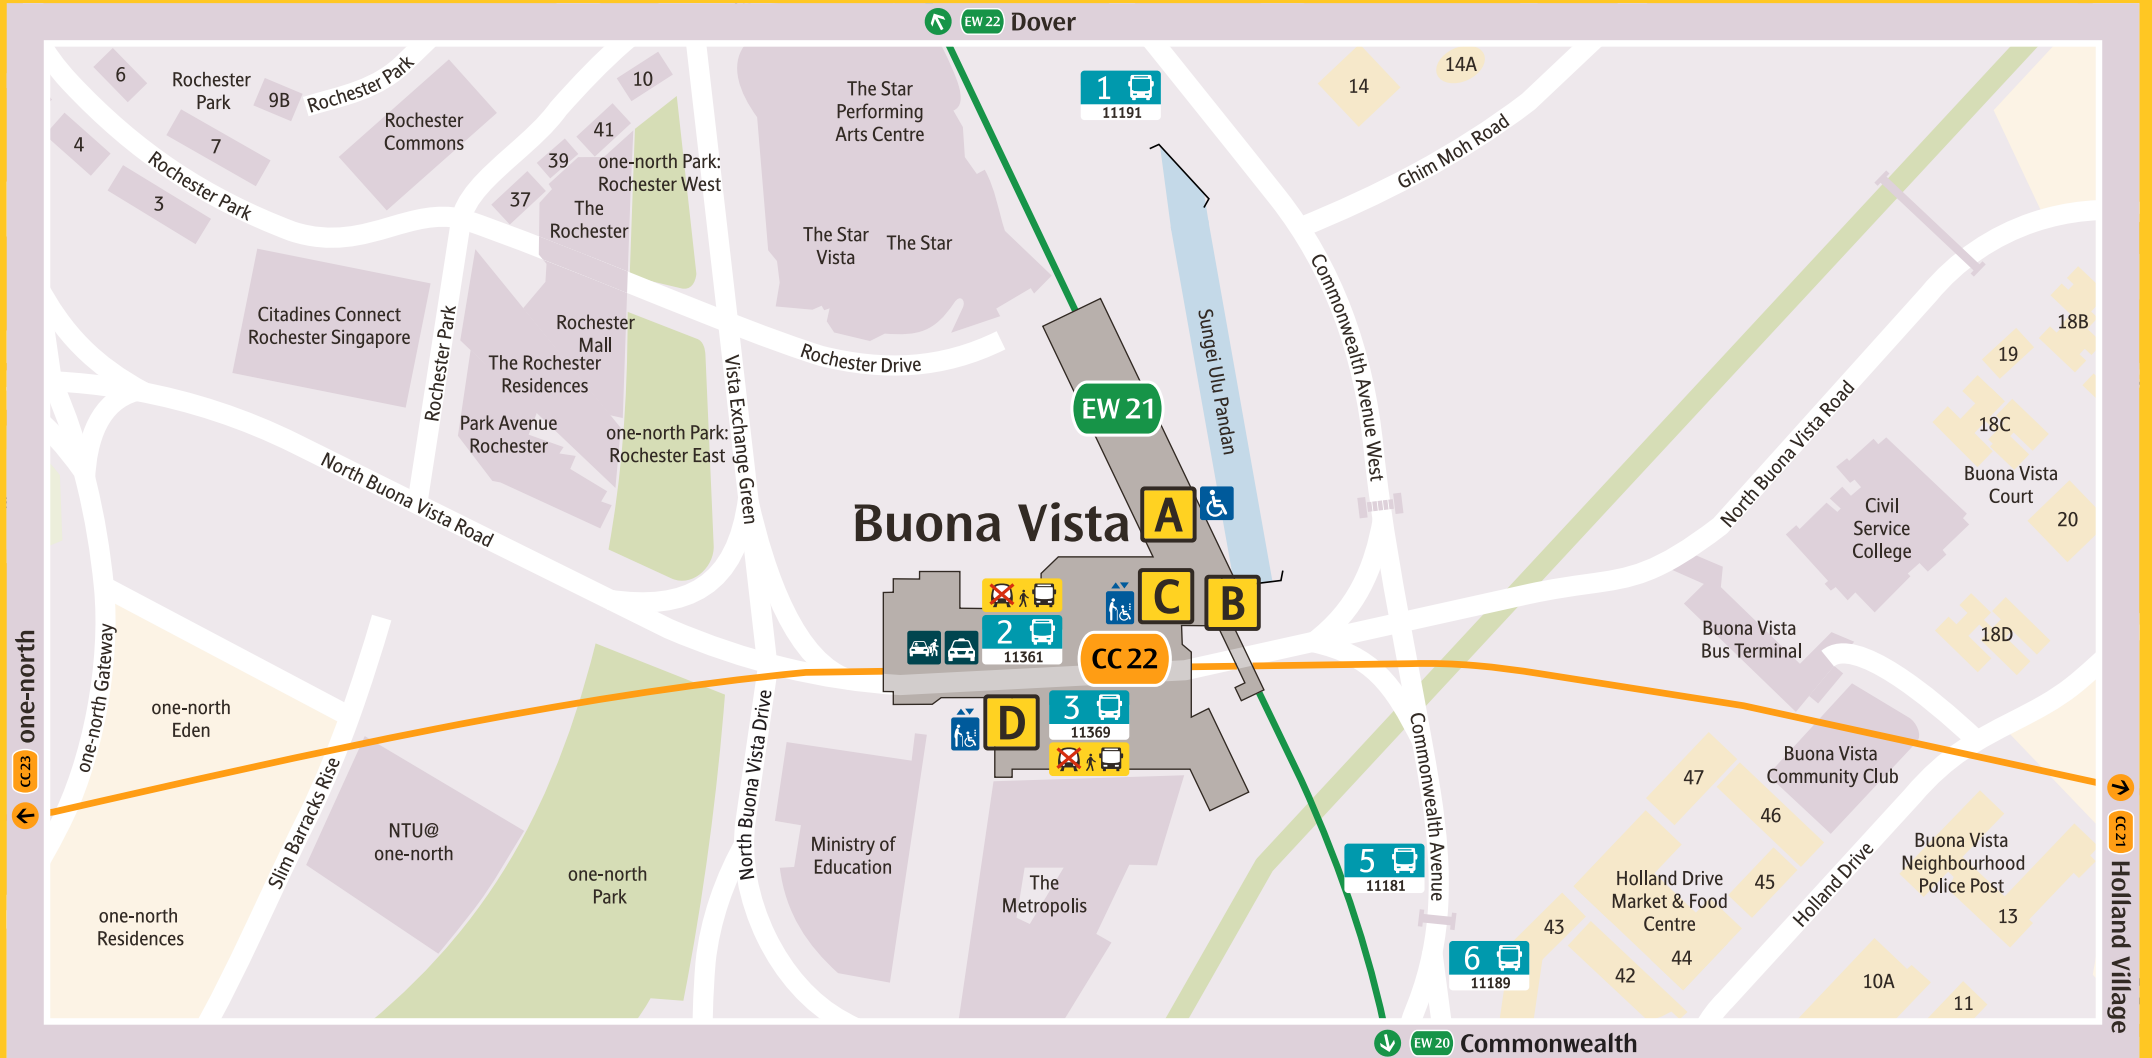 EW 22 Dover
6
Rochester
Park
9B
Rochester Park
10
Rochester
Commons
41
4
7
39
37
3
Rochester Park
one-north Park:
Rochester West
The
Rochester
The Star
Performing
Arts Centre
The Star
Vista
The Star
1
11191
14
14A
Ghim Moh Road
Citadines Connect
Rochester Singapore
Rochester Park
Rochester
Mall
The Rochester
Residences
Park Avenue
Rochester
one-north Park:
Rochester East
Vista Exchange Green
Rochester Drive
North Buona Vista Road
EW 21
Sungei Ulu Pandan
Commonwealth Avenue West
North Buona Vista Road
18B
19
18C
Buona Vista
Court
20
Civil
Service
College
18D
Buona Vista
Bus Terminal
Buona Vista
A
C
B
2
11361
CC 22
D
3
11369
one-north Gateway
one-north
Eden
one-north
Residences
Slim Barracks Rise
NTU@
one-north
one-north
Park
North Buona Vista Drive
Ministry of
Education
The
Metropolis
5
11181
Commonwealth Avenue
6
11189
47
46
45
Holland Drive
Market & Food
Centre
43
44
42
Buona Vista
Community Club
Holland Drive
Buona Vista
Neighbourhood
Police Post
13
10A
11
CC23 one-north
CC21 Holland Village
EW 20 Commonwealth